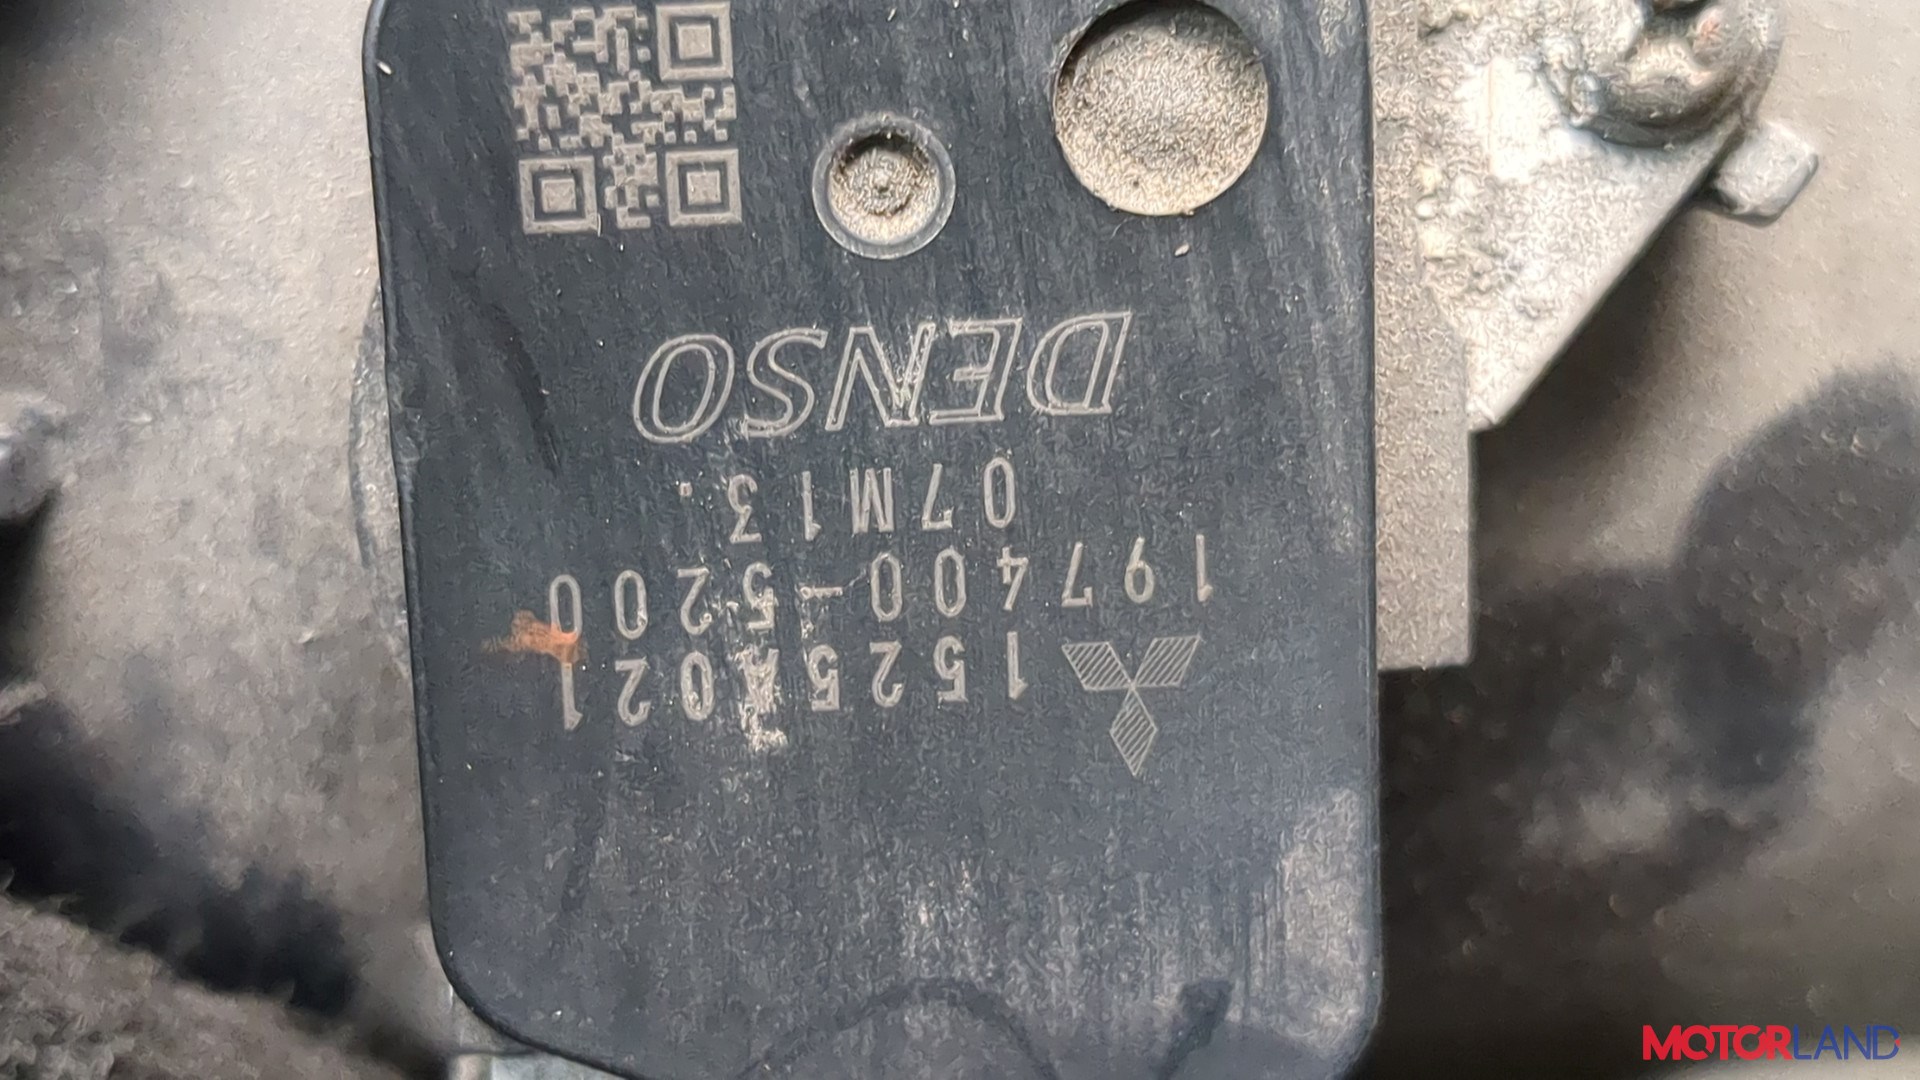 1525A021
197400-5200
07M13.
DENSO
MOTORLAND